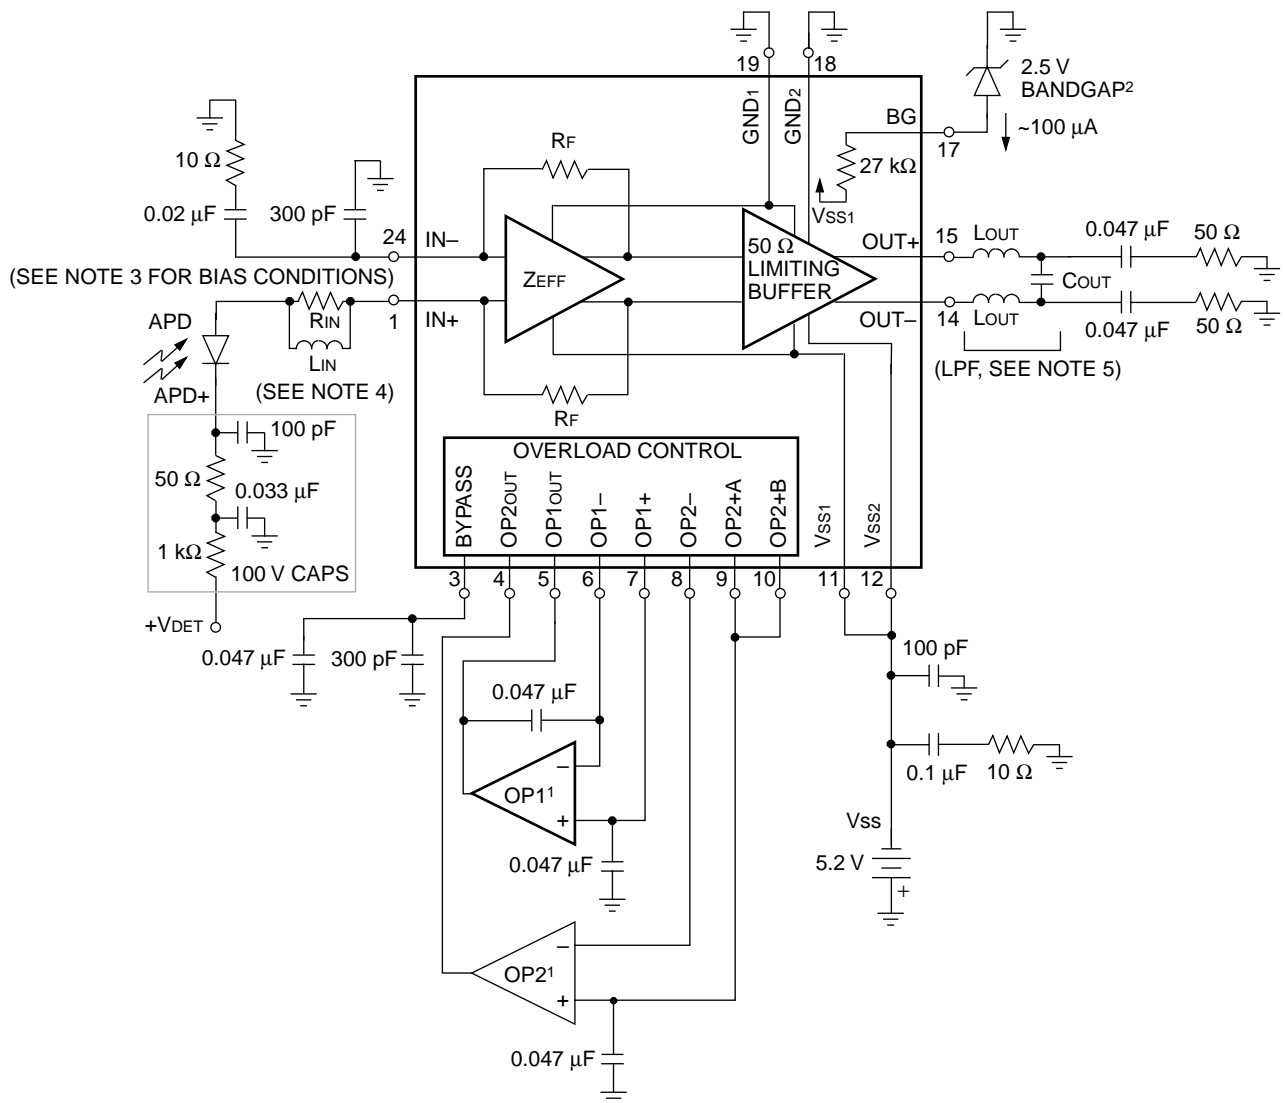 19
18
2.5 V
BANDGAP²
GND1
GND2
BG
~100 µA
17
10 Ω
RF
27 kΩ
0.02 µF
300 pF
VSS1
24
IN–
50 Ω
LIMITING
BUFFER
OUT+
15
LOUT
0.047 µF
50 Ω
(SEE NOTE 3 FOR BIAS CONDITIONS)
ZEFF
COUT
APD
RIN
1
IN+
OUT–
14
LOUT
0.047 µF
50 Ω
LIN
APD+
(SEE NOTE 4)
(LPF, SEE NOTE 5)
RF
100 pF
OVERLOAD CONTROL
50 Ω
0.033 µF
BYPASS
OP2OUT
OP1OUT
OP1–
OP1+
OP2–
OP2+A
OP2+B
VSS1
VSS2
1 kΩ
100 V CAPS
3
4
5
6
7
8
9
10
11
12
+VDET
0.047 µF
300 pF
100 pF
0.047 µF
–
OP1¹
+
0.1 µF
10 Ω
0.047 µF
VSS
5.2 V
+
–
OP2¹
+
0.047 µF